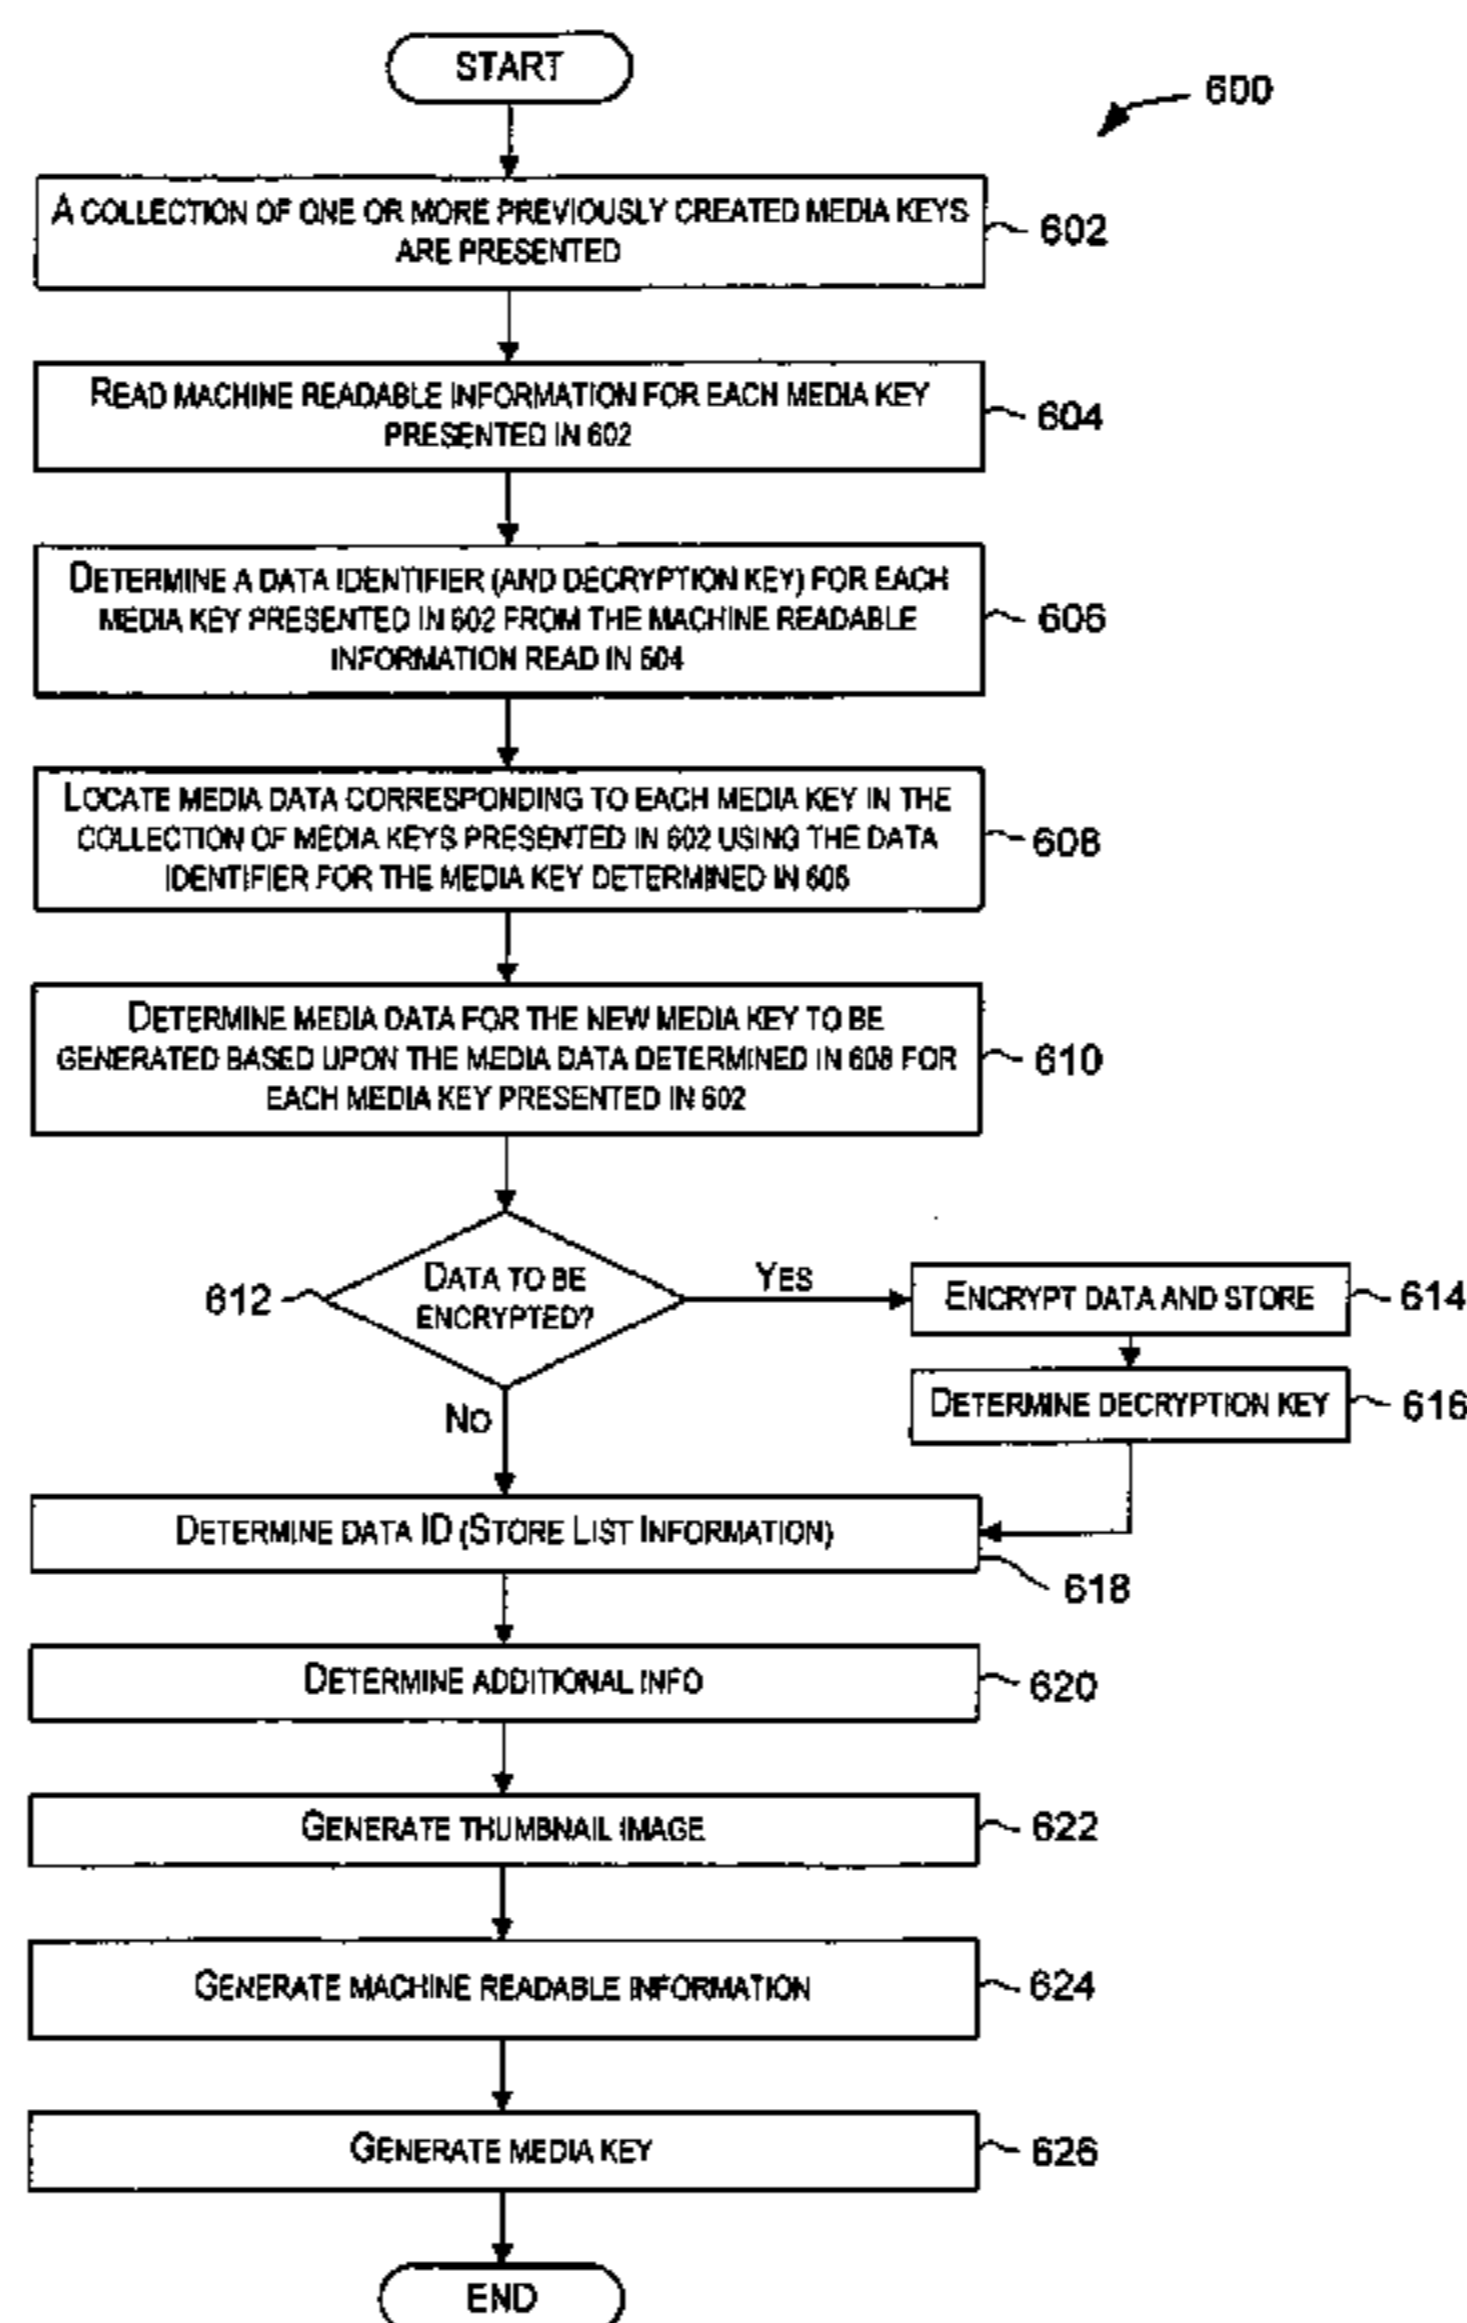 START
600
A COLLECTION OF ONE OR MORE PREVIOUSLY CREATED MEDIA KEYS
ARE PRESENTED
602
READ MACHINE READABLE INFORMATION FOR EACH MEDIA KEY
PRESENTED IN 602
604
DETERMINE A DATA IDENTIFIER (AND DECRYPTION KEY) FOR EACH
MEDIA KEY PRESENTED IN 602 FROM THE MACHINE READABLE
INFORMATION READ IN 604
606
LOCATE MEDIA DATA CORRESPONDING TO EACH MEDIA KEY IN THE
COLLECTION OF MEDIA KEYS PRESENTED IN 602 USING THE DATA
IDENTIFIER FOR THE MEDIA KEY DETERMINED IN 606
608
DETERMINE MEDIA DATA FOR THE NEW MEDIA KEY TO BE
GENERATED BASED UPON THE MEDIA DATA DETERMINED IN 608 FOR
EACH MEDIA KEY PRESENTED IN 602
610
612
DATA TO BE
ENCRYPTED?
YES
ENCRYPT DATA AND STORE
614
DETERMINE DECRYPTION KEY
616
NO
DETERMINE DATA ID (STORE LIST INFORMATION)
618
DETERMINE ADDITIONAL INFO
620
GENERATE THUMBNAIL IMAGE
622
GENERATE MACHINE READABLE INFORMATION
624
GENERATE MEDIA KEY
626
END